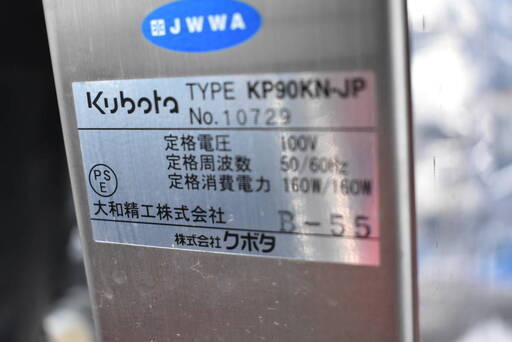 JWWA
Kubota TYPE KP90KN-JP
No.10729
定格電圧 100V
定格周波数 50/60Hz
定格消費電力 160W/160W
PSE
大和精工株式会社 B-55
株式会社クボタ